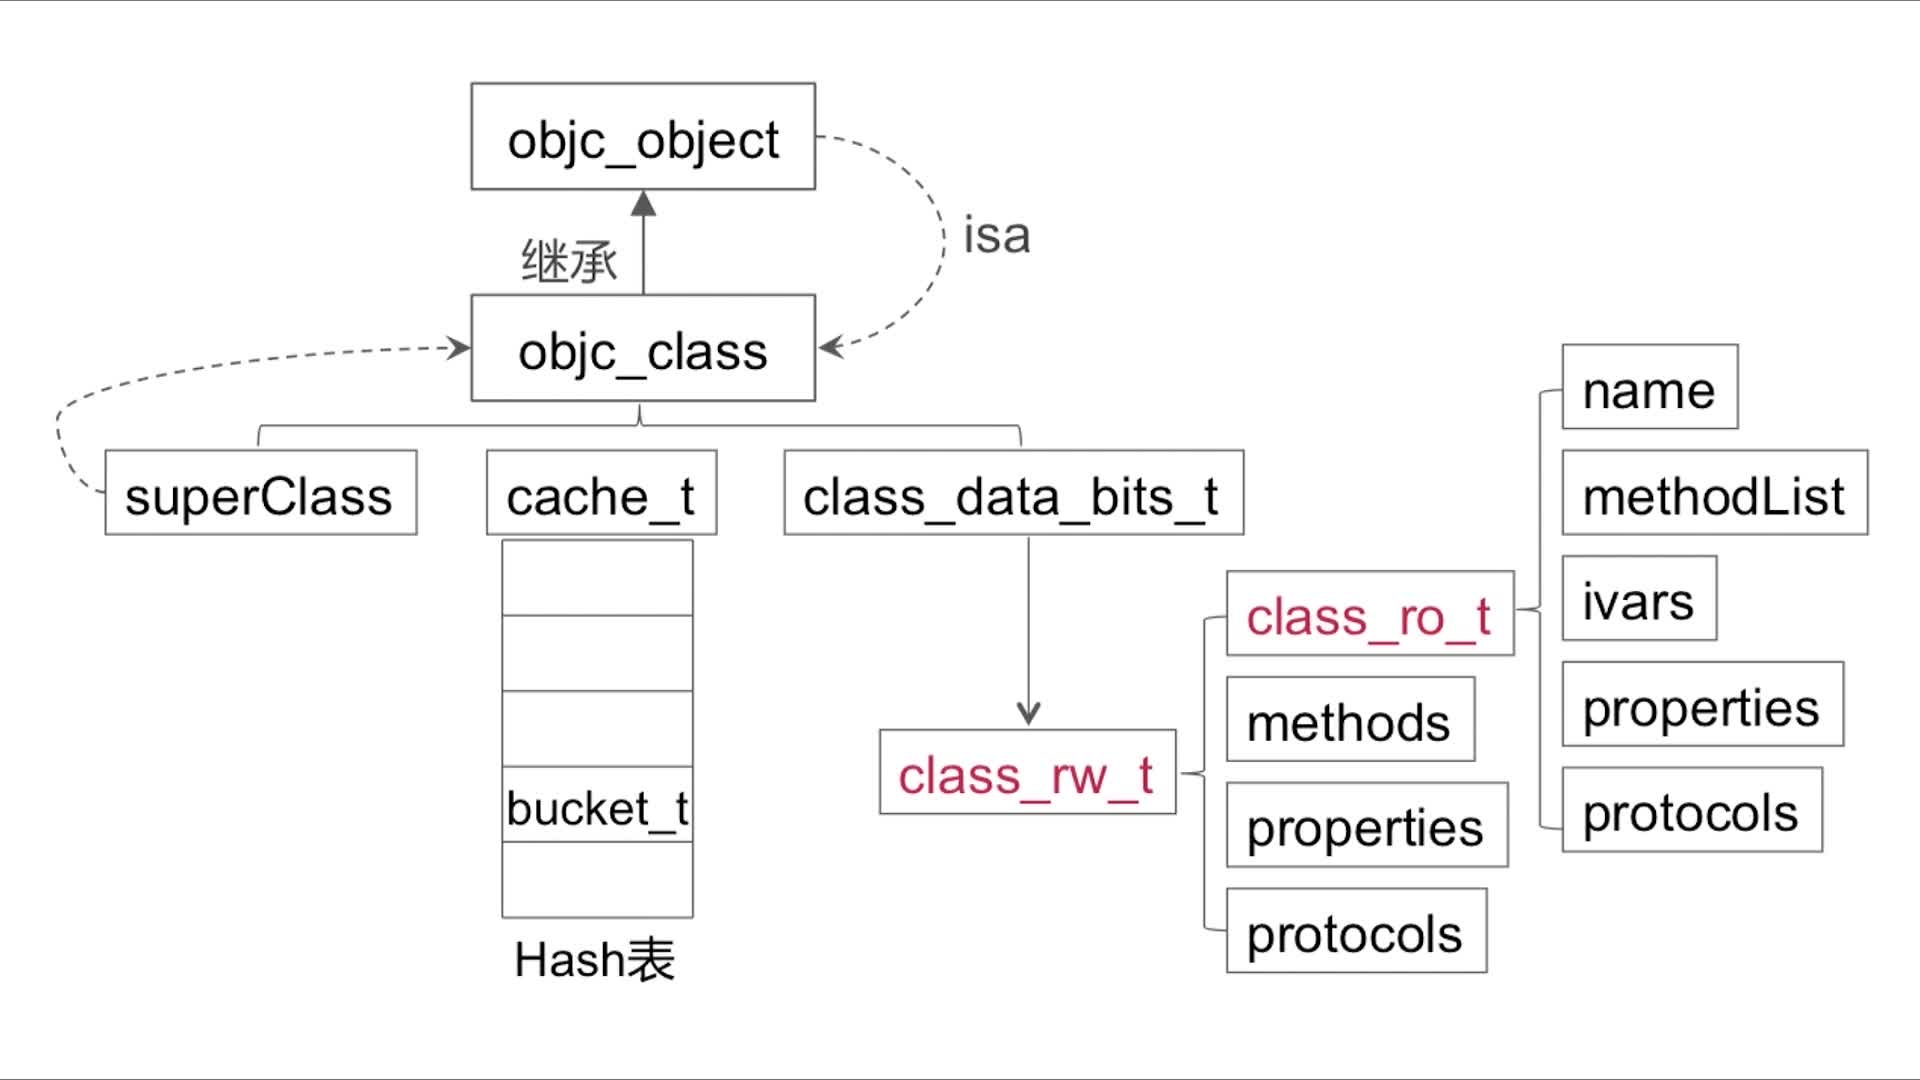 objc_object
isa
继承
objc_class
superClass
cache_t
class_data_bits_t
bucket_t
Hash表
class_rw_t
class_ro_t
methods
properties
protocols
name
methodList
ivars
properties
protocols